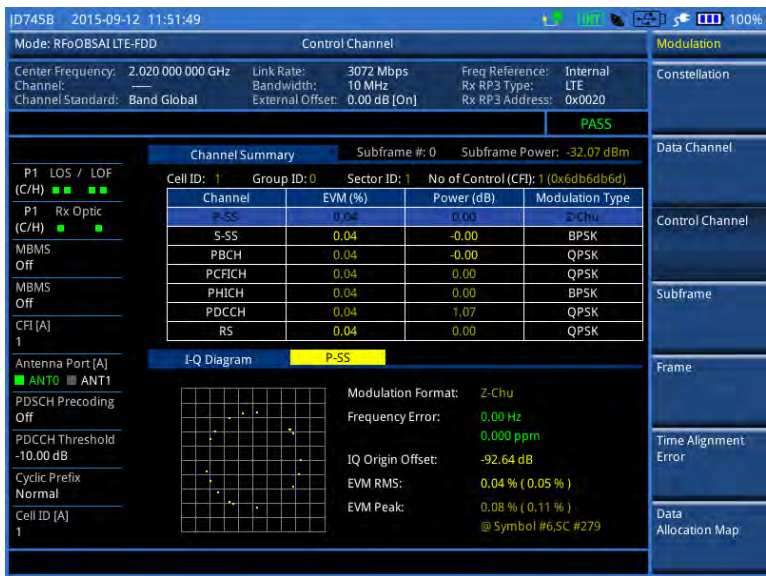 JD745B 2015-09-12 11:51:49 100%
Mode: RFoOBSAI LTE-FDD Control Channel Modulation
Center Frequency: 2.020 000 000 GHz Link Rate: 3072 Mbps Freq Reference: Internal
Channel: ---- Bandwidth: 10 MHz Rx RP3 Type: LTE
Channel Standard: Band Global External Offset: 0.00 dB [On] Rx RP3 Address: 0x0020
PASS
Constellation
Data Channel
Control Channel
Subframe
Frame
Time Alignment
Error
Data
Allocation Map
P1 LOS / LOF
(C/H)
P1 Rx Optic
(C/H)
MBMS
Off
MBMS
Off
CFI [A]
1
Antenna Port [A]
ANT0 ANT1
PDSCH Precoding
Off
PDCCH Threshold
-10.00 dB
Cyclic Prefix
Normal
Cell ID [A]
1
Channel Summary Subframe #: 0 Subframe Power: -32.07 dBm
Cell ID: 1 Group ID: 0 Sector ID: 1 No of Control (CFI): 1 (0x6db6db6d)
Channel EVM (%) Power (dB) Modulation Type
P-SS 0.04 0.00 Z-Chu
S-SS 0.04 -0.00 BPSK
PBCH 0.04 -0.00 QPSK
PCFICH 0.04 0.00 QPSK
PHICH 0.04 0.00 BPSK
PDCCH 0.04 1.07 QPSK
RS 0.04 0.00 QPSK
I-Q Diagram P-SS
Modulation Format: Z-Chu
Frequency Error: 0.00 Hz
0.000 ppm
IQ Origin Offset: -92.64 dB
EVM RMS: 0.04 % ( 0.05 % )
EVM Peak: 0.08 % ( 0.11 % )
@ Symbol #6,SC #279